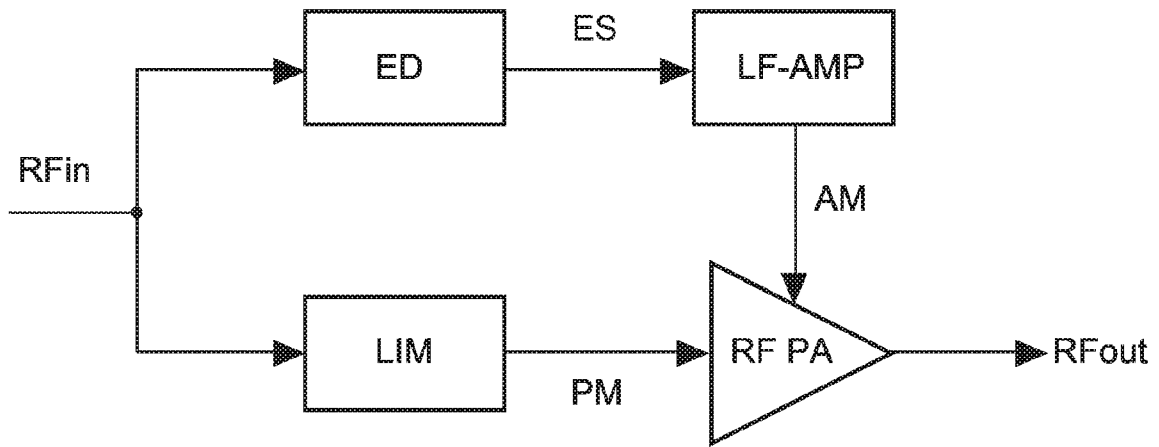 ES
ED
LF-AMP
RFin
AM
LIM
RF PA
RFout
PM